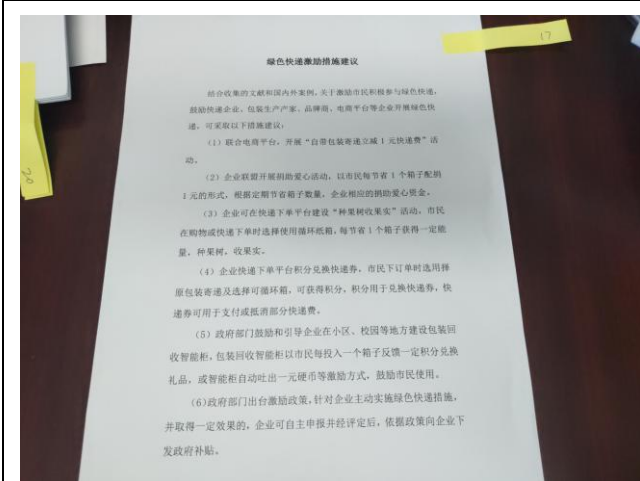 17
20
绿色快递激励措施建议
结合收集的文献和国内外案例，关于激励市民积极参与绿色快递，
鼓励快递企业、包装生产产家、品牌商、电商平台等企业开展绿色快
递，可采取以下措施建议：
（1）联合电商平台，开展“自带包装寄递立减 1 元快递费”活
动。
（2）企业联盟开展捐助爱心活动，以市民每节省 1 个箱子配捐
1 元的形式，根据定期节省箱子数量，企业相应的捐助爱心资金。
（3）企业可在快递下单平台建设“种果树收果实”活动，市民
在购物或快递下单时选择使用循环纸箱，每节省 1 个箱子获得一定能
量，种果树，收果实。
（4）企业快递下单平台积分兑换快递券，市民下订单时选用择
原包装寄递及选择可循环箱，可获得积分，积分用于兑换快递券，快
递券可用于支付或抵消部分快递费。
（5）政府部门鼓励和引导企业在小区、校园等地方建设包装回
收智能柜，包装回收智能柜以市民每投入一个箱子反馈一定积分兑换
礼品，或智能柜自动吐出一元硬币等激励方式，鼓励市民使用。
（6）政府部门出台激励政策，针对企业主动实施绿色快递措施，
并取得一定效果的，企业可自主申报并经评定后，依据政策向企业下
发政府补贴。